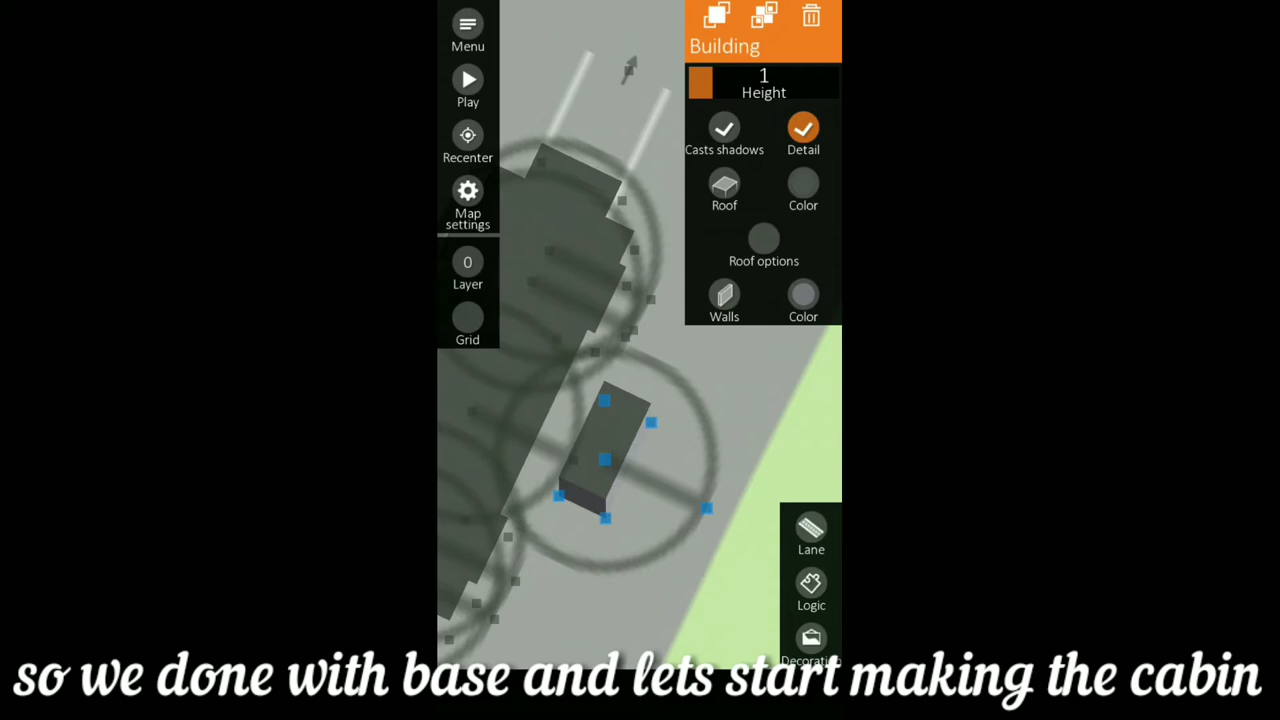 Menu
Play
Recenter
Map
settings
0
Layer
Grid
Building
1
Height
Casts shadows
Detail
Roof
Color
Roof options
Walls
Color
Lane
Logic
Decoration
so we done with base and lets start making the cabin